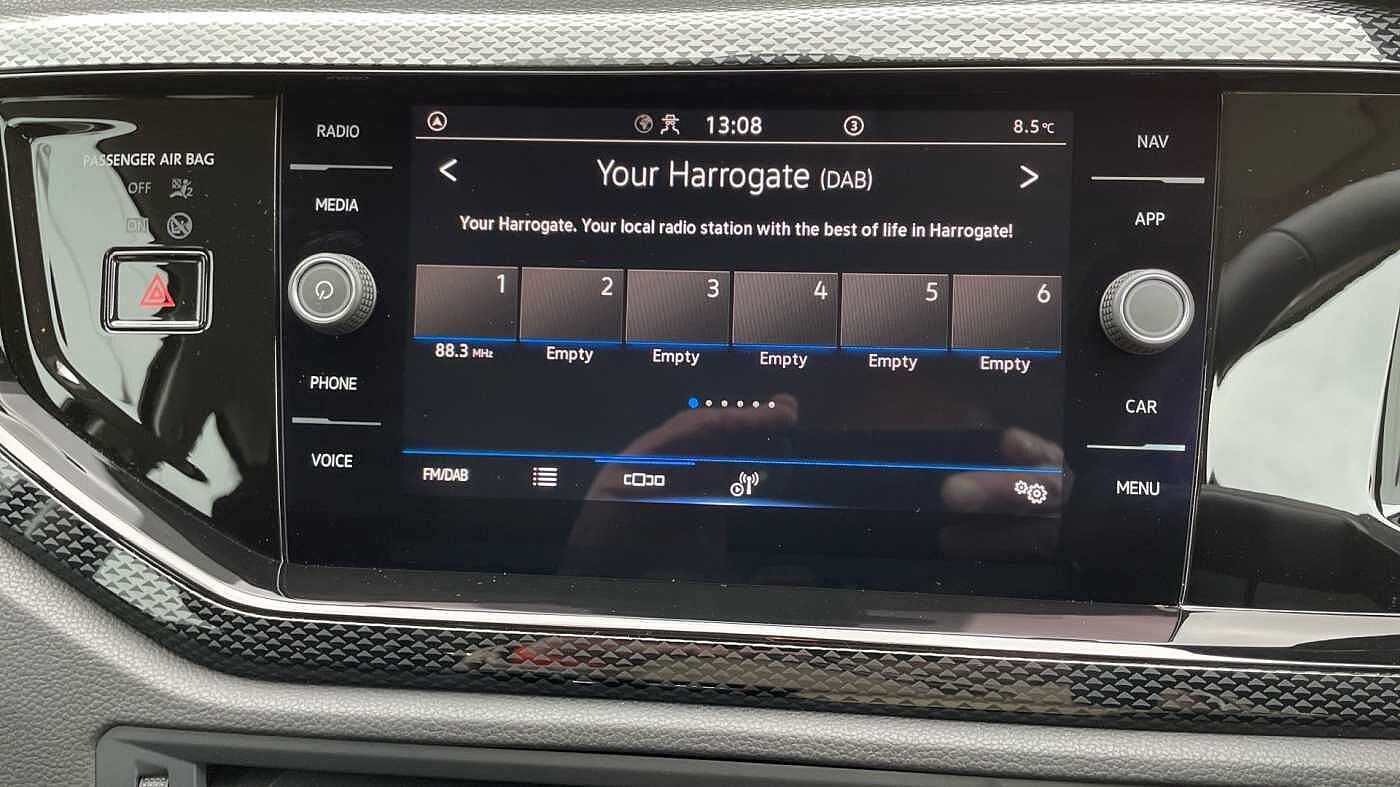 PASSENGER AIR BAG
OFF
ON
RADIO
MEDIA
PHONE
VOICE
13:08
3
8.5°C
< Your Harrogate (DAB) >
Your Harrogate. Your local radio station with the best of life in Harrogate!
1 2 3 4 5 6
88.3 MHz Empty Empty Empty Empty Empty
FM/DAB
NAV
APP
CAR
MENU